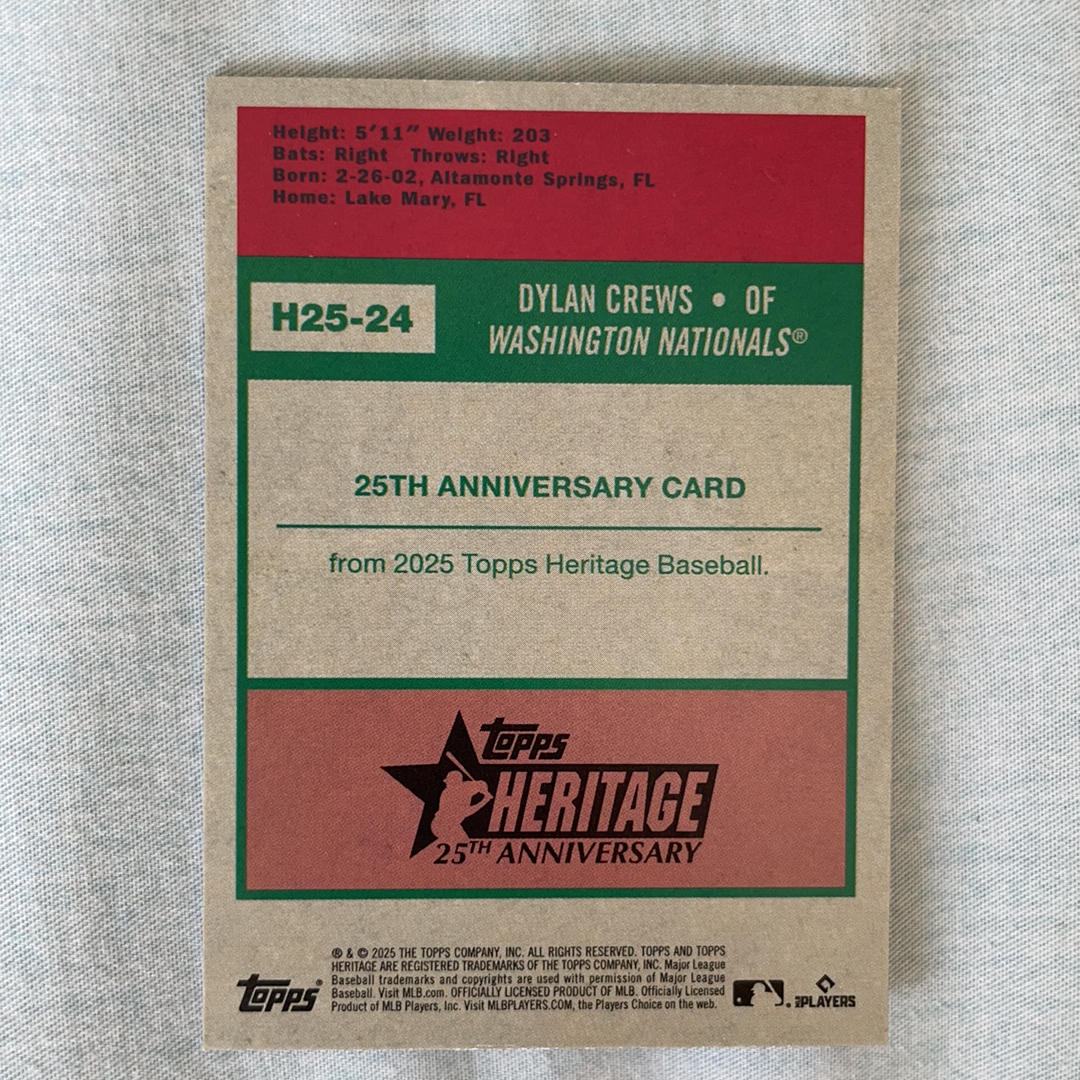 Height: 5'11" Weight: 203
Bats: Right Throws: Right
Born: 2-26-02, Altamonte Springs, FL
Home: Lake Mary, FL
H25-24
DYLAN CREWS • OF
WASHINGTON NATIONALS®
25TH ANNIVERSARY CARD
from 2025 Topps Heritage Baseball.
topps
HERITAGE
25TH ANNIVERSARY
® & © 2025 THE TOPPS COMPANY, INC. ALL RIGHTS RESERVED. TOPPS AND TOPPS
HERITAGE ARE REGISTERED TRADEMARKS OF THE TOPPS COMPANY, INC. Major League
Baseball trademarks and copyrights are used with permission of Major League
Baseball. Visit MLB.com. OFFICIALLY LICENSED PRODUCT OF MLB. Officially Licensed
Product of MLB Players, Inc. Visit MLBPLAYERS.COM, the Players Choice on the web.
topps®
MLB PLAYERS